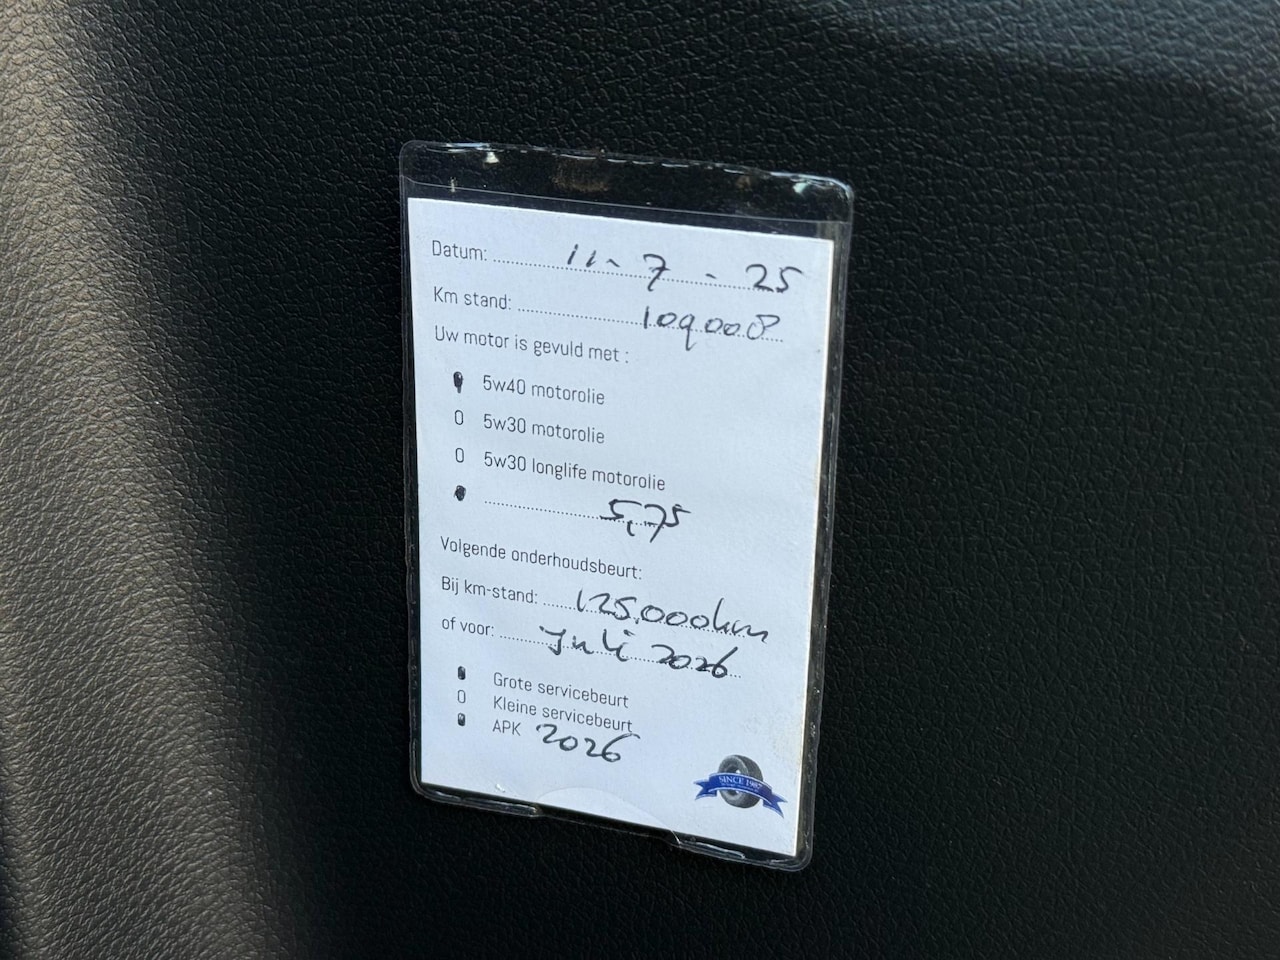 Datum: 11-7-25
Km stand: 109.008
Uw motor is gevuld met :
5w40 motorolie
0 5w30 motorolie
0 5w30 longlife motorolie
5,75
Volgende onderhoudsbeurt:
Bij km-stand: 125.000km
of voor: Juli 2026
Grote servicebeurt
0 Kleine servicebeurt
APK 2026
SINCE 1987